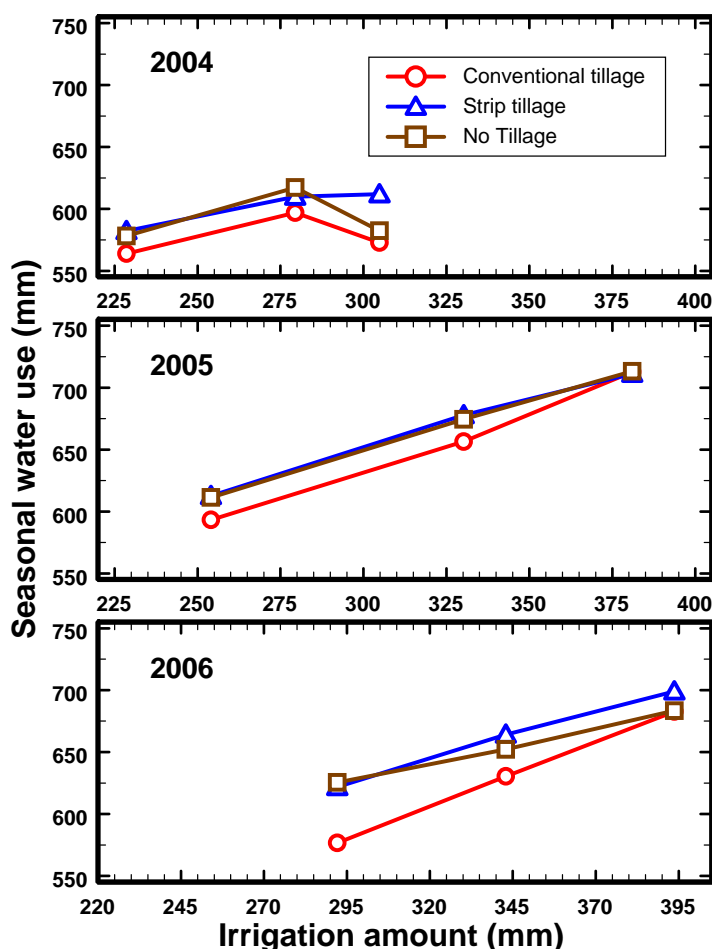 750
2004
Conventional tillage
700
Strip tillage
No Tillage
650
600
550
225 250 275 300 325 350 375 400
750
2005
700
650
600
550
225 250 275 300 325 350 375 400
750
2006
700
650
600
550
220 245 270 295 320 345 370 395
Seasonal water use (mm)
Irrigation amount (mm)